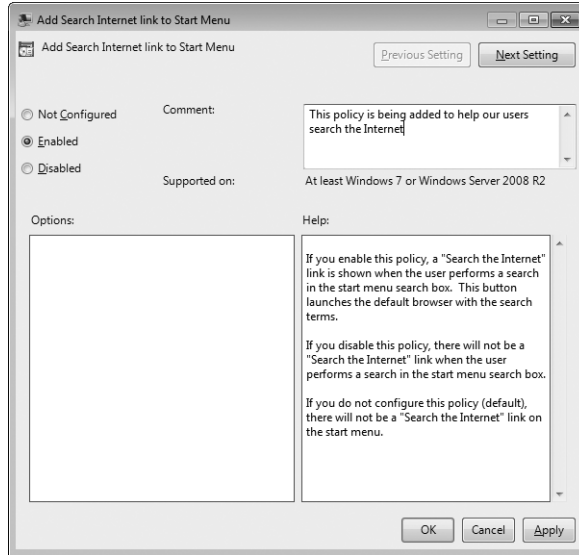 Add Search Internet link to Start Menu
Add Search Internet link to Start Menu
Previous Setting
Next Setting
Not Configured
Comment:
This policy is being added to help our users
search the Internet
Enabled
Disabled
Supported on:
At least Windows 7 or Windows Server 2008 R2
Options:
Help:
If you enable this policy, a "Search the Internet"
link is shown when the user performs a search
in the start menu search box. This button
launches the default browser with the search
terms.
If you disable this policy, there will not be a
"Search the Internet" link when the user
performs a search in the start menu search box.
If you do not configure this policy (default),
there will not be a "Search the Internet" link on
the start menu.
OK
Cancel
Apply